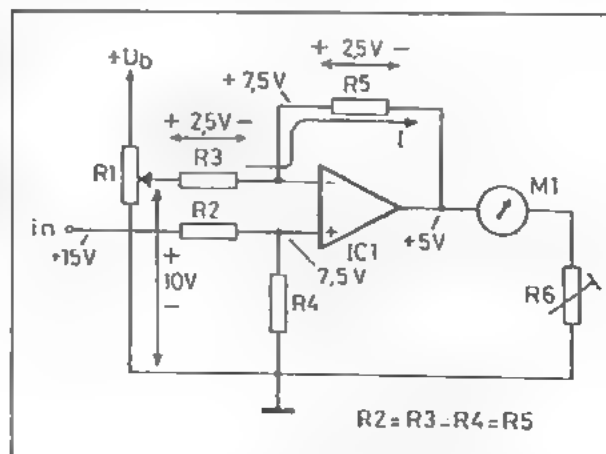 + 2,5V -
+Ub
+7,5V
R5
+ 2,5V -
I
R3
R1
M1
-
R2
in
+
IC1
+15V
+
+5V
10V
7,5V
-
R4
R6
R2=R3=R4=R5